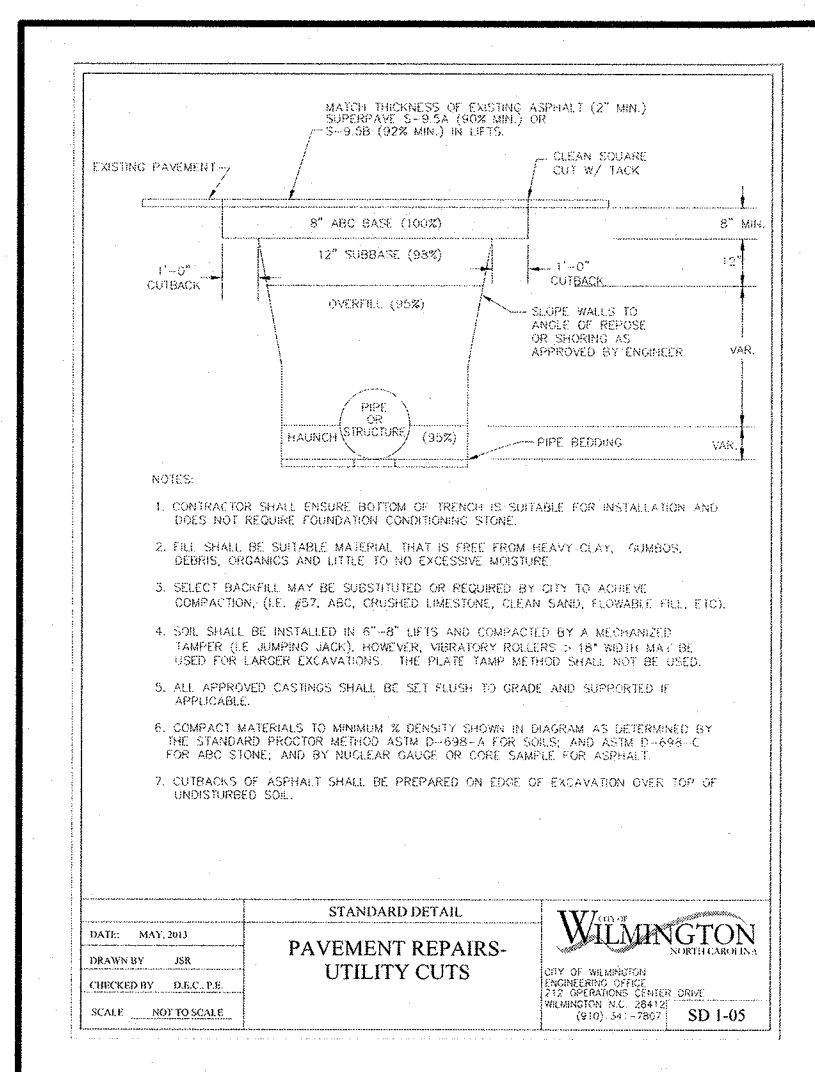 MATCH THICKNESS OF EXISTING ASPHALT (2" MIN.)
SUPERPAVE S-9.5A (90% MIN.) OR
S-9.5B (92% MIN.) IN LIFTS.
EXISTING PAVEMENT
CLEAN SQUARE
CUT W/ TACK
8" ABC BASE (100%)
8" MIN.
12" SUBBASE (98%)
12"
1'-0"
CUTBACK
1'-0"
CUTBACK
OVERFILL (95%)
SLOPE WALLS TO
ANGLE OF REPOSE
OR SHORING AS
APPROVED BY ENGINEER
VAR.
PIPE
OR
STRUCTURE
HAUNCH
(95%)
PIPE BEDDING
VAR.
NOTES:
1. CONTRACTOR SHALL ENSURE BOTTOM OF TRENCH IS SUITABLE FOR INSTALLATION AND
DOES NOT REQUIRE FOUNDATION CONDITIONING STONE.
2. FILL SHALL BE SUITABLE MATERIAL THAT IS FREE FROM HEAVY CLAY, GUMBOS,
DEBRIS, ORGANICS AND LITTLE TO NO EXCESSIVE MOISTURE.
3. SELECT BACKFILL MAY BE SUBSTITUTED OR REQUIRED BY CITY TO ACHIEVE
COMPACTION, (I.E. #57, ABC, CRUSHED LIMESTONE, CLEAN SAND, FLOWABLE FILL, ETC).
4. SOIL SHALL BE INSTALLED IN 6"-8" LIFTS AND COMPACTED BY A MECHANIZED
TAMPER (I.E JUMPING JACK), HOWEVER, VIBRATORY ROLLERS > 18" WIDTH MAY BE
USED FOR LARGER EXCAVATIONS. THE PLATE TAMP METHOD SHALL NOT BE USED.
5. ALL APPROVED CASTINGS SHALL BE SET FLUSH TO GRADE AND SUPPORTED IF
APPLICABLE.
6. COMPACT MATERIALS TO MINIMUM % DENSITY SHOWN IN DIAGRAM AS DETERMINED BY
THE STANDARD PROCTOR METHOD ASTM D-698-A FOR SOILS; AND ASTM D-698-C
FOR ABC STONE; AND BY NUCLEAR GAUGE OR CORE SAMPLE FOR ASPHALT.
7. CUTBACKS OF ASPHALT SHALL BE PREPARED ON EDGE OF EXCAVATION OVER TOP OF
UNDISTURBED SOIL.
DATE: MAY, 2013
DRAWN BY JSR
CHECKED BY D.E.C., P.E.
SCALE NOT TO SCALE
STANDARD DETAIL
PAVEMENT REPAIRS-
UTILITY CUTS
CITY OF
WILMINGTON
NORTH CAROLINA
CITY OF WILMINGTON
ENGINEERING OFFICE
212 OPERATIONS CENTER DRIVE
WILMINGTON N.C. 28412
(910) 341-7807
SD 1-05